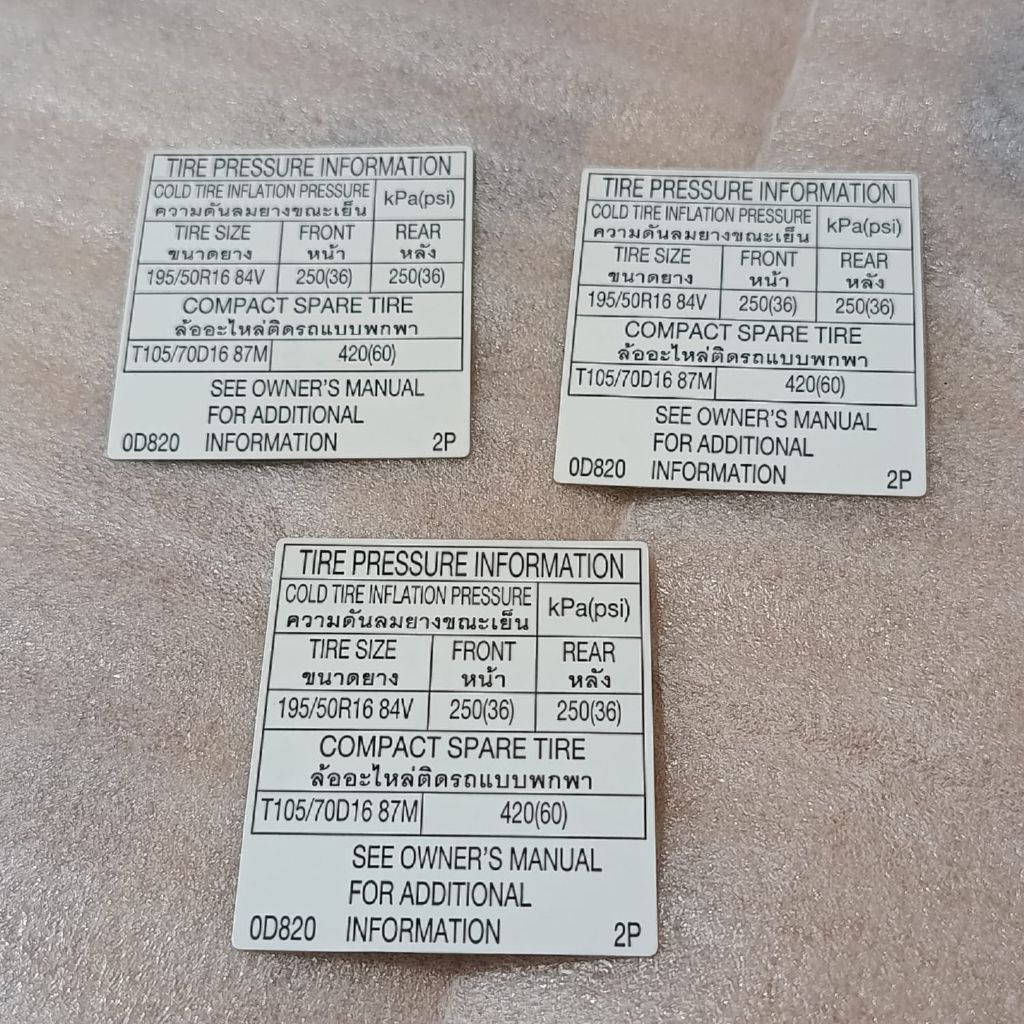 TIRE PRESSURE INFORMATION
COLD TIRE INFLATION PRESSURE kPa(psi)
ความดันลมยางขณะเย็น
TIRE SIZE FRONT REAR
ขนาดยาง หน้า หลัง
195/50R16 84V 250(36) 250(36)
COMPACT SPARE TIRE
ล้ออะไหล่ติดรถแบบพกพา
T105/70D16 87M 420(60)
SEE OWNER'S MANUAL
FOR ADDITIONAL
0D820 INFORMATION 2P
TIRE PRESSURE INFORMATION
COLD TIRE INFLATION PRESSURE kPa(psi)
ความดันลมยางขณะเย็น
TIRE SIZE FRONT REAR
ขนาดยาง หน้า หลัง
195/50R16 84V 250(36) 250(36)
COMPACT SPARE TIRE
ล้ออะไหล่ติดรถแบบพกพา
T105/70D16 87M 420(60)
SEE OWNER'S MANUAL
FOR ADDITIONAL
0D820 INFORMATION 2P
TIRE PRESSURE INFORMATION
COLD TIRE INFLATION PRESSURE kPa(psi)
ความดันลมยางขณะเย็น
TIRE SIZE FRONT REAR
ขนาดยาง หน้า หลัง
195/50R16 84V 250(36) 250(36)
COMPACT SPARE TIRE
ล้ออะไหล่ติดรถแบบพกพา
T105/70D16 87M 420(60)
SEE OWNER'S MANUAL
FOR ADDITIONAL
0D820 INFORMATION 2P